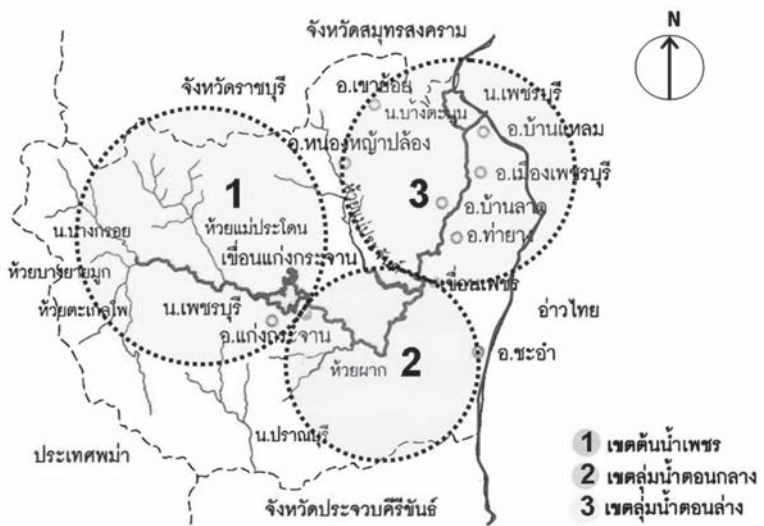 จังหวัดสมุทรสงคราม
N
จังหวัดราชบุรี
อ.เขาย้อย
น.เพชรบุรี
น.บางตะบูน
อ.บ้านแหลม
อ.หนองหญ้าปล้อง
อ.เมืองเพชรบุรี
1
3
อ.บ้านลาด
น.บางกรอย
ห้วยแม่ประโดน
อ.ท่ายาง
เขื่อนแก่งกระจาน
ห้วยบางยายมูก
เขื่อนเพชร
ห้วยตะเกลโพ
น.เพชรบุรี
อ่าวไทย
อ.แก่งกระจาน
อ.ชะอำ
ห้วยผาก
2
น.ปราณบุรี
ประเทศพม่า
จังหวัดประจวบคีรีขันธ์
1 เขตต้นน้ำเพชร
2 เขตลุ่มน้ำตอนกลาง
3 เขตลุ่มน้ำตอนล่าง